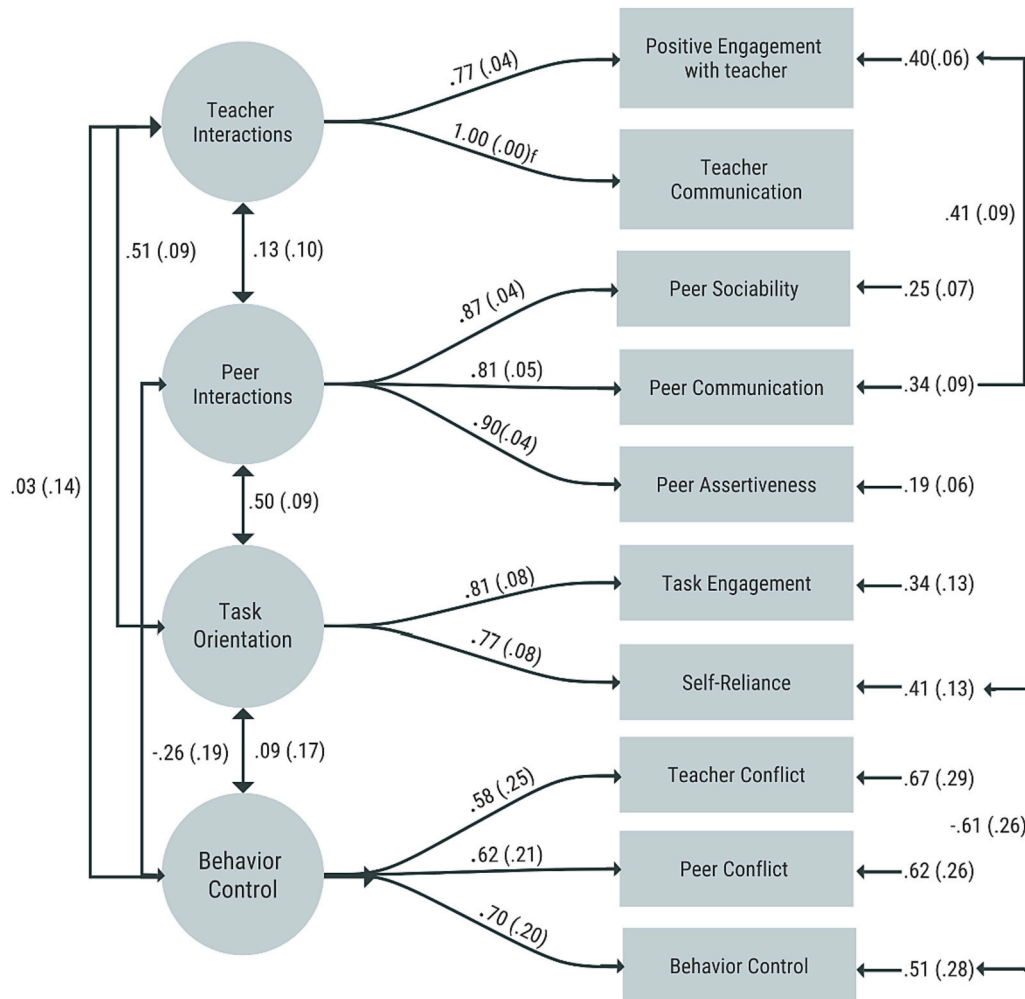 Teacher
Interactions
.77 (.04)
Positive Engagement
with teacher
.40(.06)
1.00 (.00)f
Teacher
Communication
.41 (.09)
.51 (.09)
.13 (.10)
Peer
Interactions
.87 (.04)
Peer Sociability
.25 (.07)
.81 (.05)
Peer Communication
.34 (.09)
.90(.04)
Peer Assertiveness
.19 (.06)
.03 (.14)
.50 (.09)
Task
Orientation
.81 (.08)
Task Engagement
.34 (.13)
.77 (.08)
Self-Reliance
.41 (.13)
-.26 (.19)
.09 (.17)
Behavior
Control
.58 (.25)
Teacher Conflict
.67 (.29)
-.61 (.26)
.62 (.21)
Peer Conflict
.62 (.26)
.70 (.20)
Behavior Control
.51 (.28)